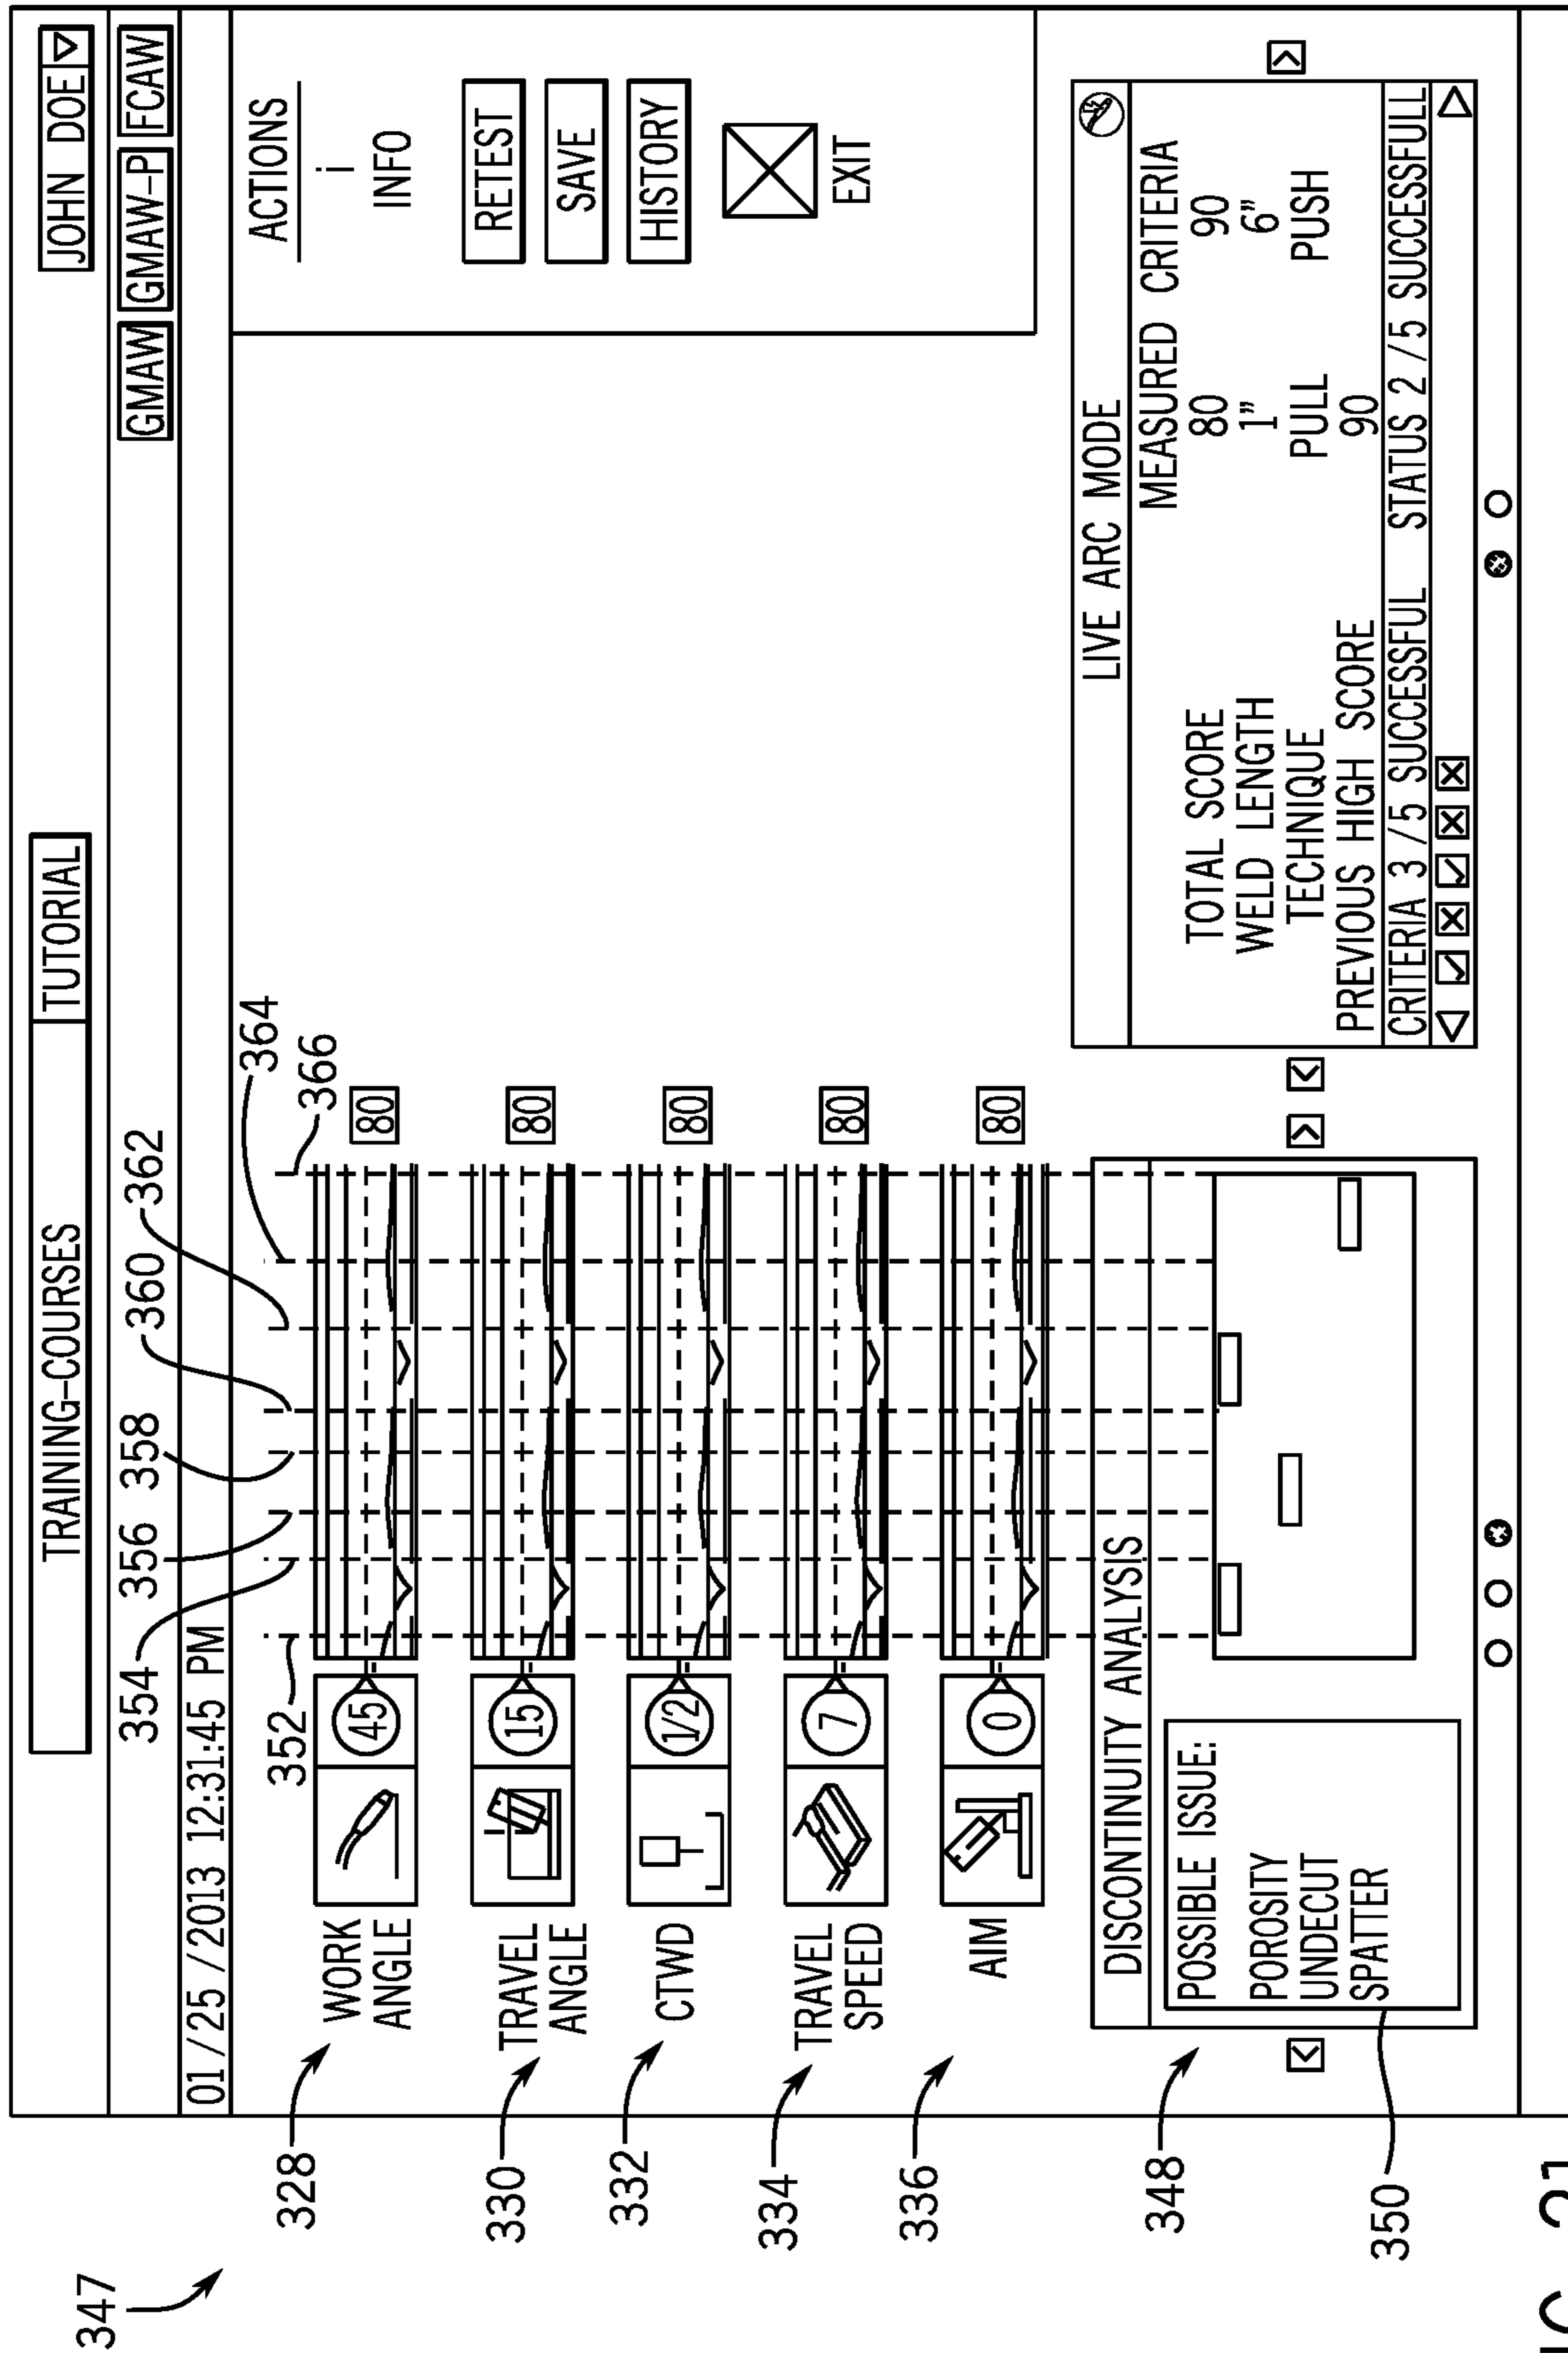 347
TRAINING-COURSES
TUTORIAL
JOHN DOE
354 356 358 360 362
GMAW GMAW-P FCAW
01 /25 /2013 12:31:45 PM
364
ACTIONS
352
366
328
WORK
ANGLE
45
80
i
INFO
330
TRAVEL
ANGLE
15
80
RETEST
332
CTWD
1/2
80
SAVE
HISTORY
334
TRAVEL
SPEED
7
80
EXIT
336
AIM
0
80
348
DISCONTINUITY ANALYSIS
POSSIBLE ISSUE:
POROSITY
UNDECUT
SPATTER
350
LIVE ARC MODE
MEASURED CRITERIA
TOTAL SCORE 80 90
WELD LENGTH 1" 6"
TECHNIQUE PULL PUSH
PREVIOUS HIGH SCORE 90
CRITERIA 3 /5 SUCCESSFUL STATUS 2 /5 SUCCESSFULL